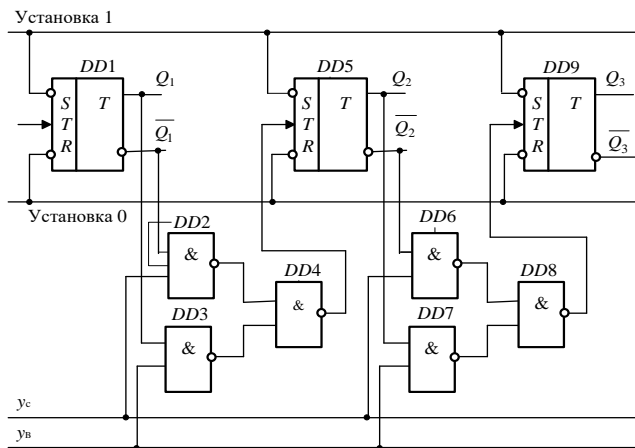 Установка 1
DD1 Q1 DD5 Q2 DD9 Q3
S T T R Q1
S T T R Q2
S T T R Q3
Установка 0
DD2 &
DD3 &
DD4 &
DD6 &
DD7 &
DD8 &
yс
yв